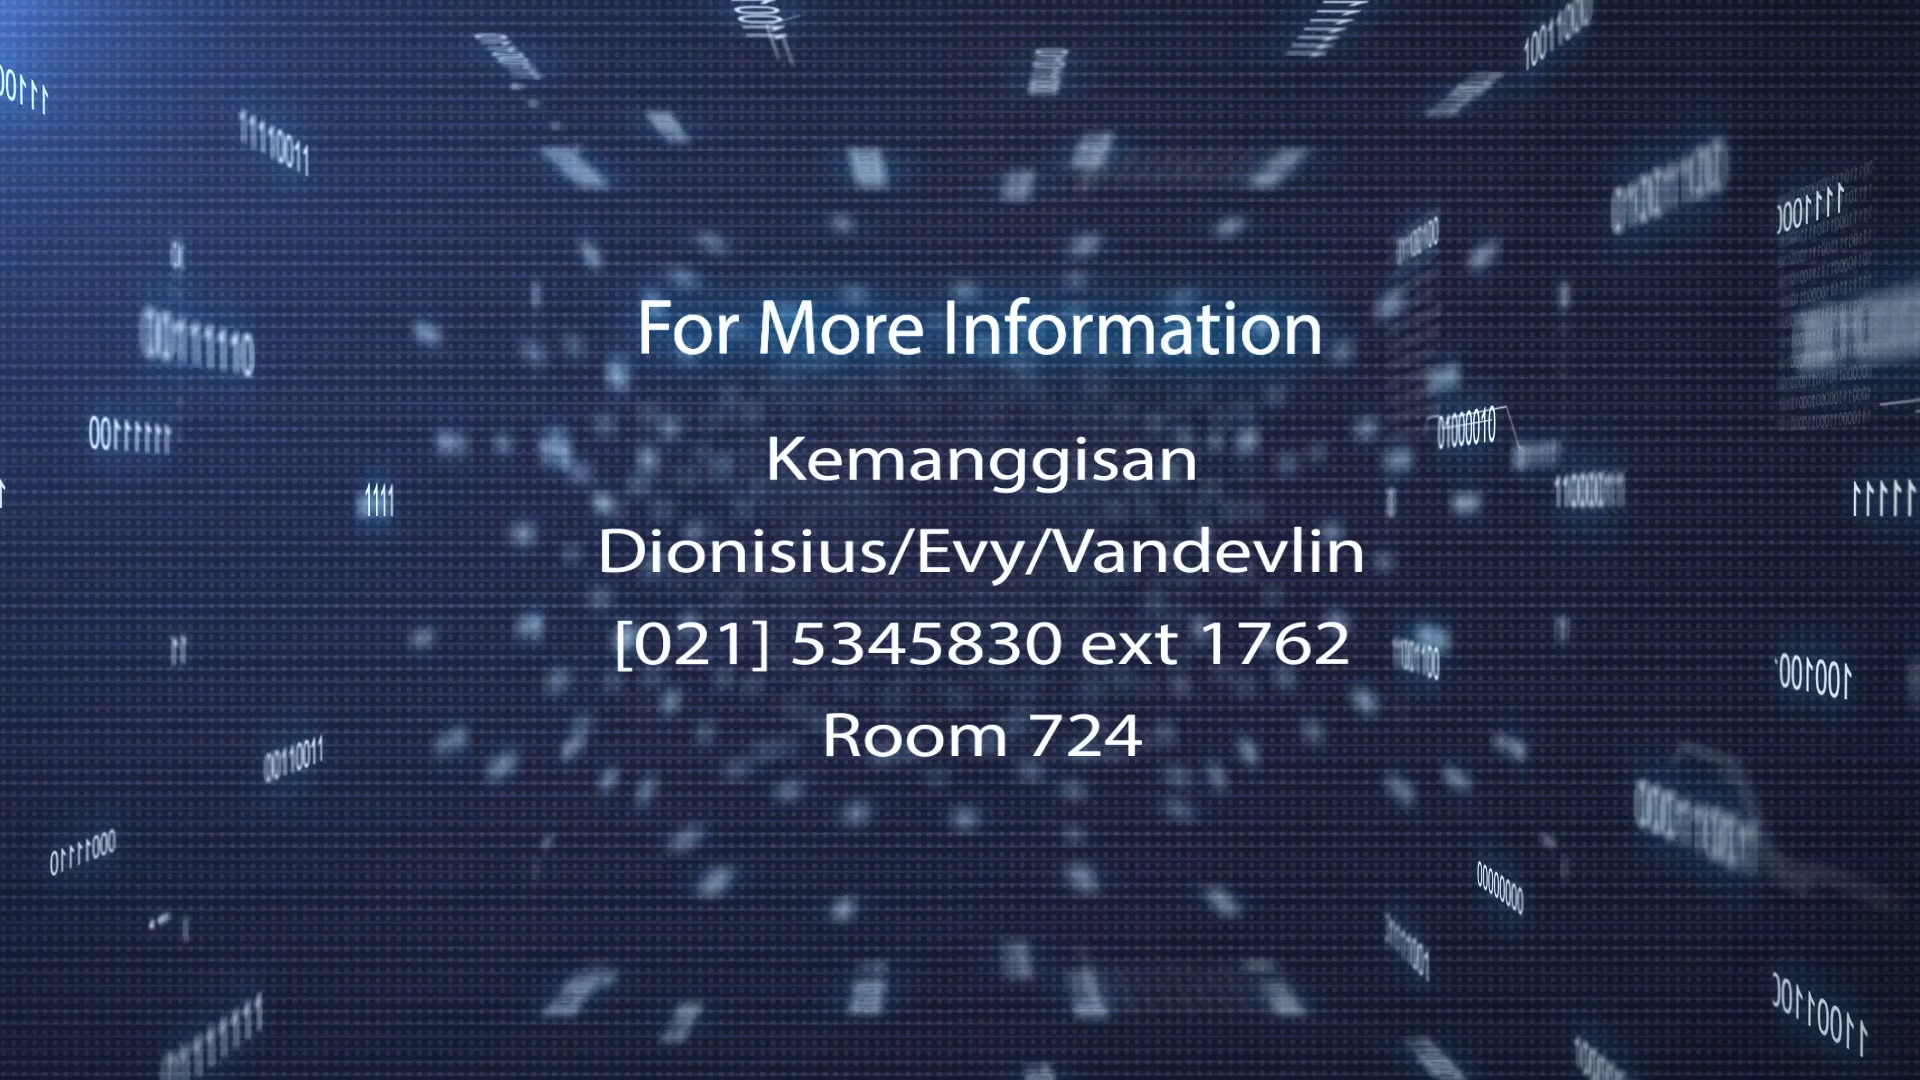 For More Information
Kemanggisan
Dionisius/Evy/Vandevlin
[021] 5345830 ext 1762
Room 724